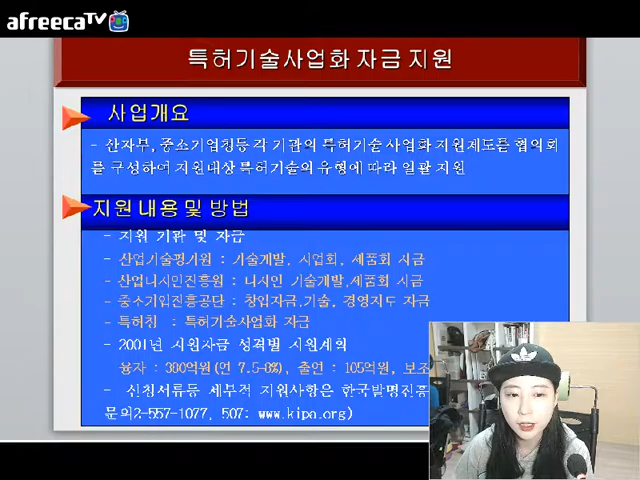 afreecaTV
특허기술사업화 자금 지원
사업개요
- 산자부, 중소기업청등 각 기관의 특허기술 사업화 지원제도를 협의회
를 구성하여 지원대상 특허기술의 유형에 따라 일괄 지원
지원 내용 및 방법
- 지원 기관 및 자금
- 산업기술평가원 : 기술개발, 사업화, 제품화 자금
- 산업디자인진흥원 : 디자인 기술개발,제품화 자금
- 중소기업진흥공단 : 창업자금,기술, 경영지도 자금
- 특허청 : 특허기술사업화 자금
- 2001년 지원자금 성격별 지원계획
융자 : 380억원(연 7.5-8%), 출연 : 105억원, 보조
- 신청서류등 세부적 지원사항은 한국발명진흥
문의2-557-1077, 507: www.kipa.org)